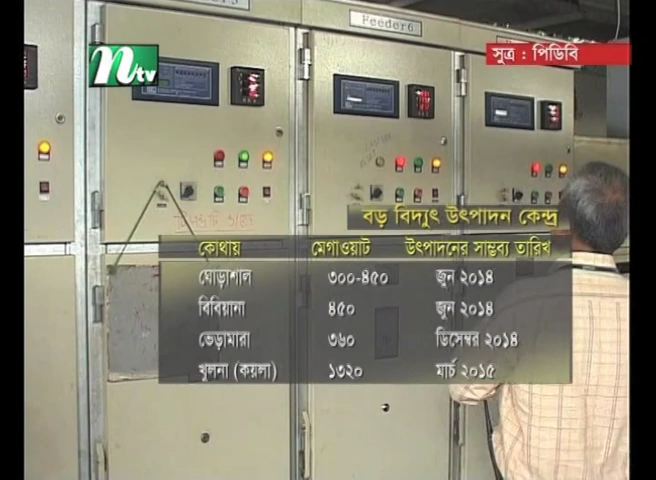 Feeder6
ntv
সুত্র : পিডিবি
বড় বিদ্যুৎ উৎপাদন কেন্দ্র
কোথায় মেগাওয়াট উৎপাদনের সাম্ভব্য তারিখ
ঘোড়াশাল ৩০০-৪৫০ জুন ২০১৪
বিবিয়ানা ৪৫০ জুন ২০১৪
ভেড়ামারা ৩৬০ ডিসেম্বর ২০১৪
খুলনা (কয়লা) ১৩২০ মার্চ ২০১৫